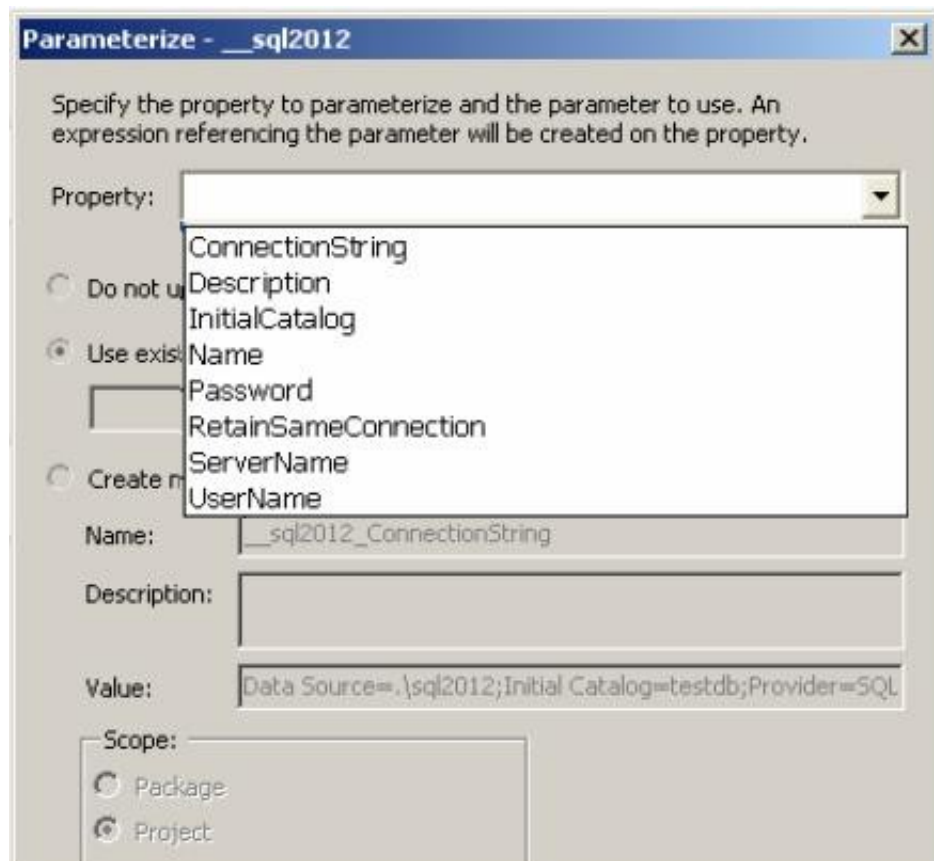 Parameterize - __sql2012
Specify the property to parameterize and the parameter to use. An
expression referencing the parameter will be created on the property.
Property:
ConnectionString
Do not
Description
InitialCatalog
Use
Name
Password
RetainSameConnection
ServerName
Create
UserName
Name: __sql2012_ConnectionString
Description:
Value: Data Source=.\sql2012;Initial Catalog=testdb;Provider=SQL
Scope:
Package
Project